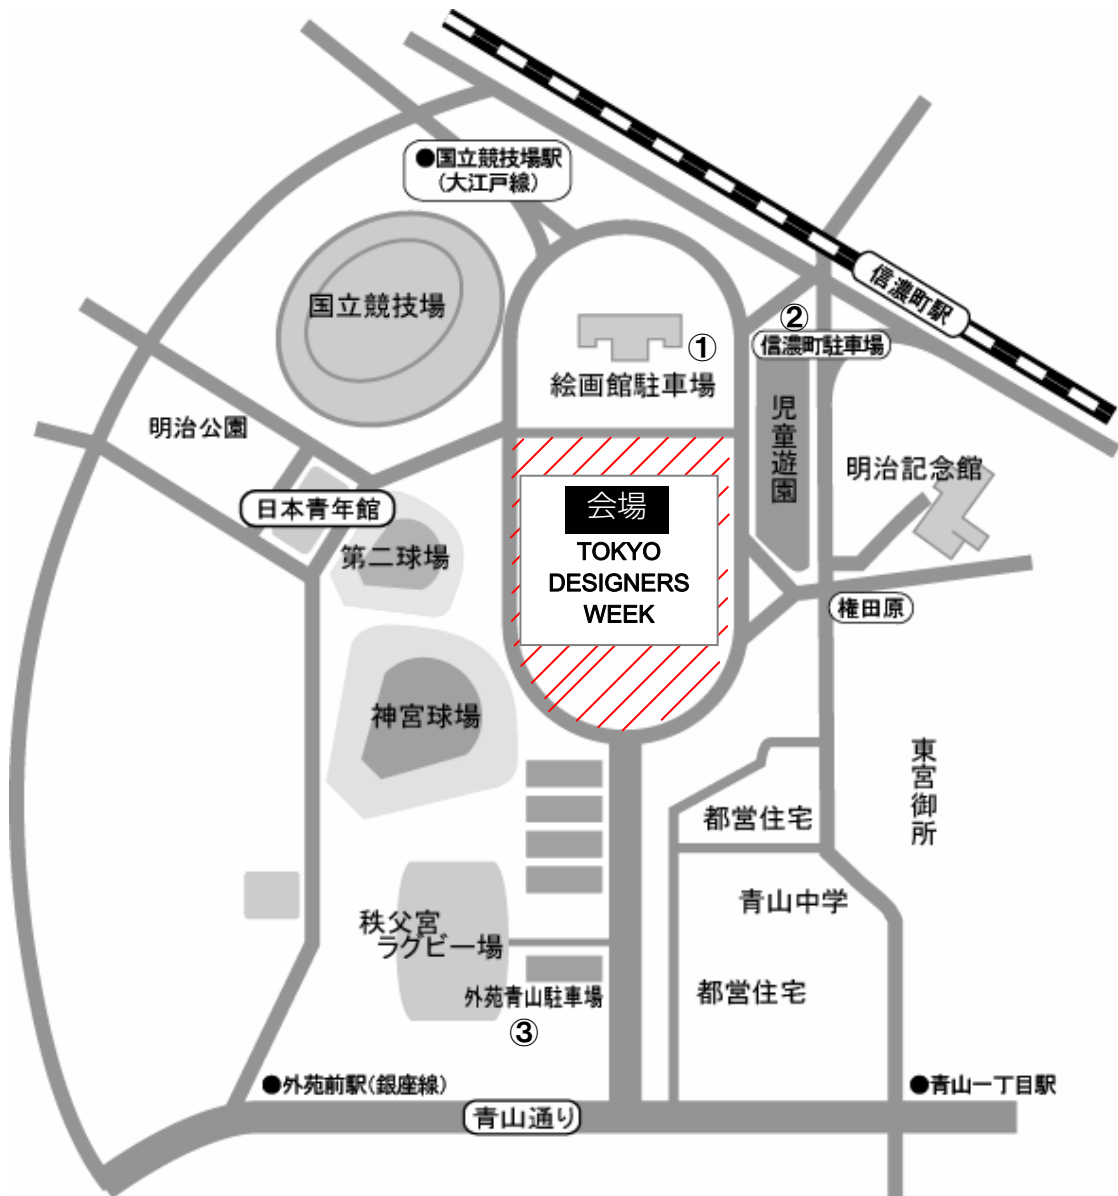 ●国立競技場駅
(大江戸線)
信濃町駅
国立競技場
①
②
信濃町駐車場
絵画館駐車場
児童遊園
明治公園
明治記念館
日本青年館
会場
TOKYO
DESIGNERS
WEEK
第二球場
権田原
神宮球場
東宮御所
都営住宅
青山中学
秩父宮
ラグビー場
外苑青山駐車場
都営住宅
③
●外苑前駅(銀座線)
●青山一丁目駅
青山通り